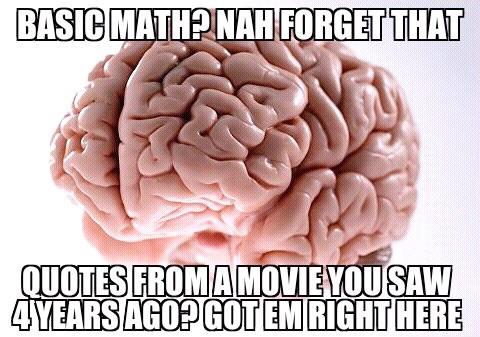 BASIC MATH? NAH FORGET THAT
QUOTES FROM A MOVIE YOU SAW
4 YEARS AGO? GOT EM RIGHT HERE